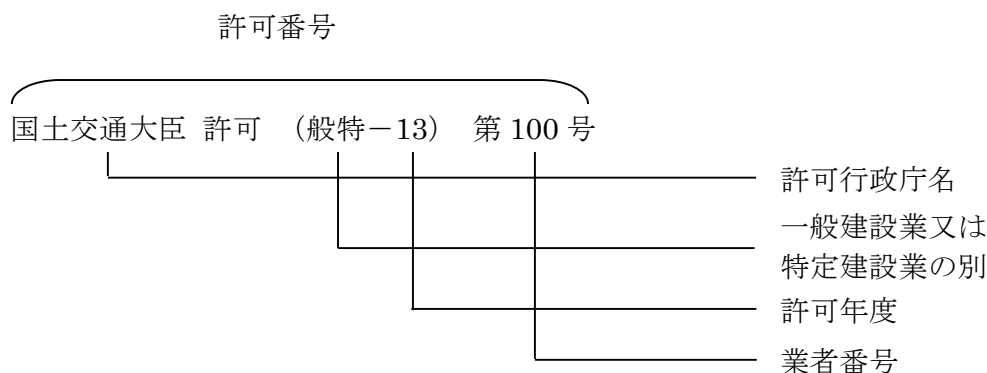 許可番号
国土交通大臣 許可 （般特－13） 第 100 号
許可行政庁名
一般建設業又は
特定建設業の別
許可年度
業者番号